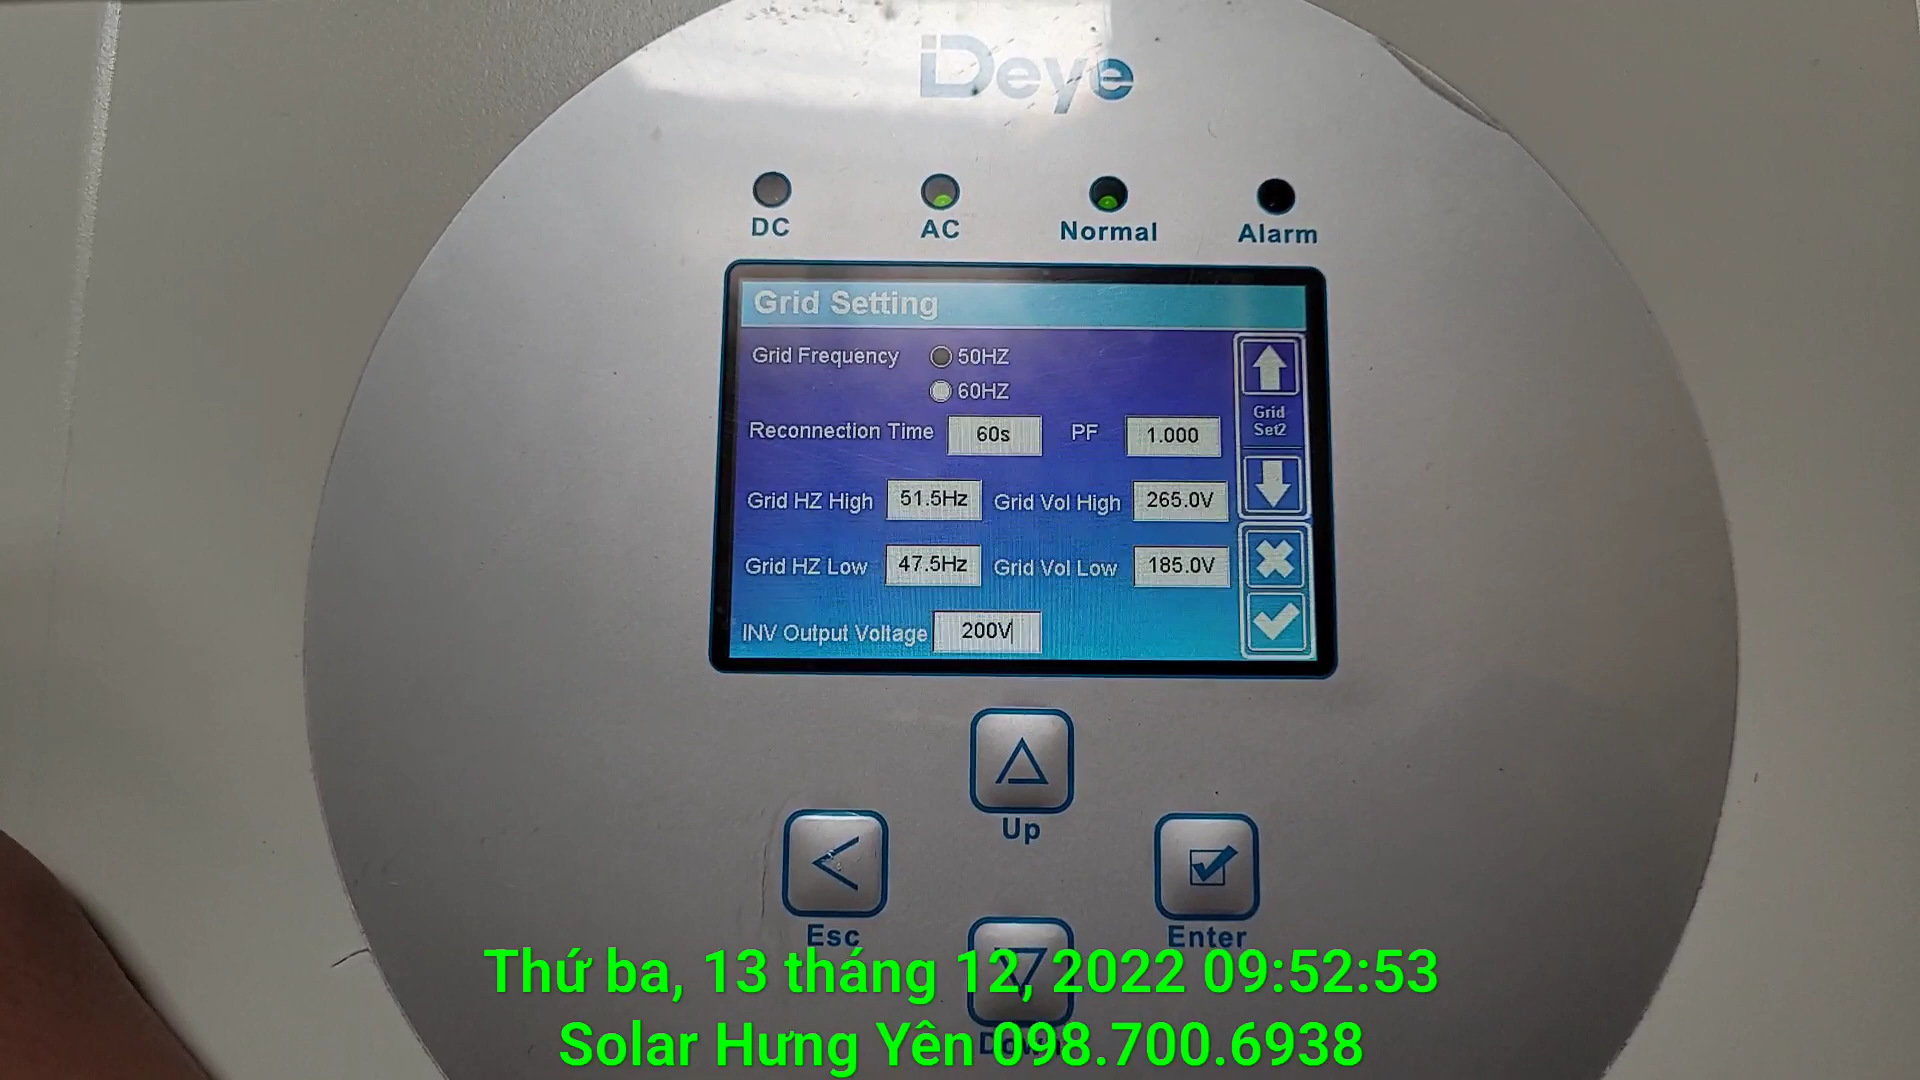 Deye
DC AC Normal Alarm
Grid Setting
Grid Frequency 50HZ
60HZ
Grid Set2
Reconnection Time 60s PF 1.000
Grid HZ High 51.5Hz Grid Vol High 265.0V
Grid HZ Low 47.5Hz Grid Vol Low 185.0V
INV Output Voltage 200V
Up
Esc Enter
Thứ ba, 13 tháng 12, 2022 09:52:53
Down
Solar Hưng Yên 098.700.6938